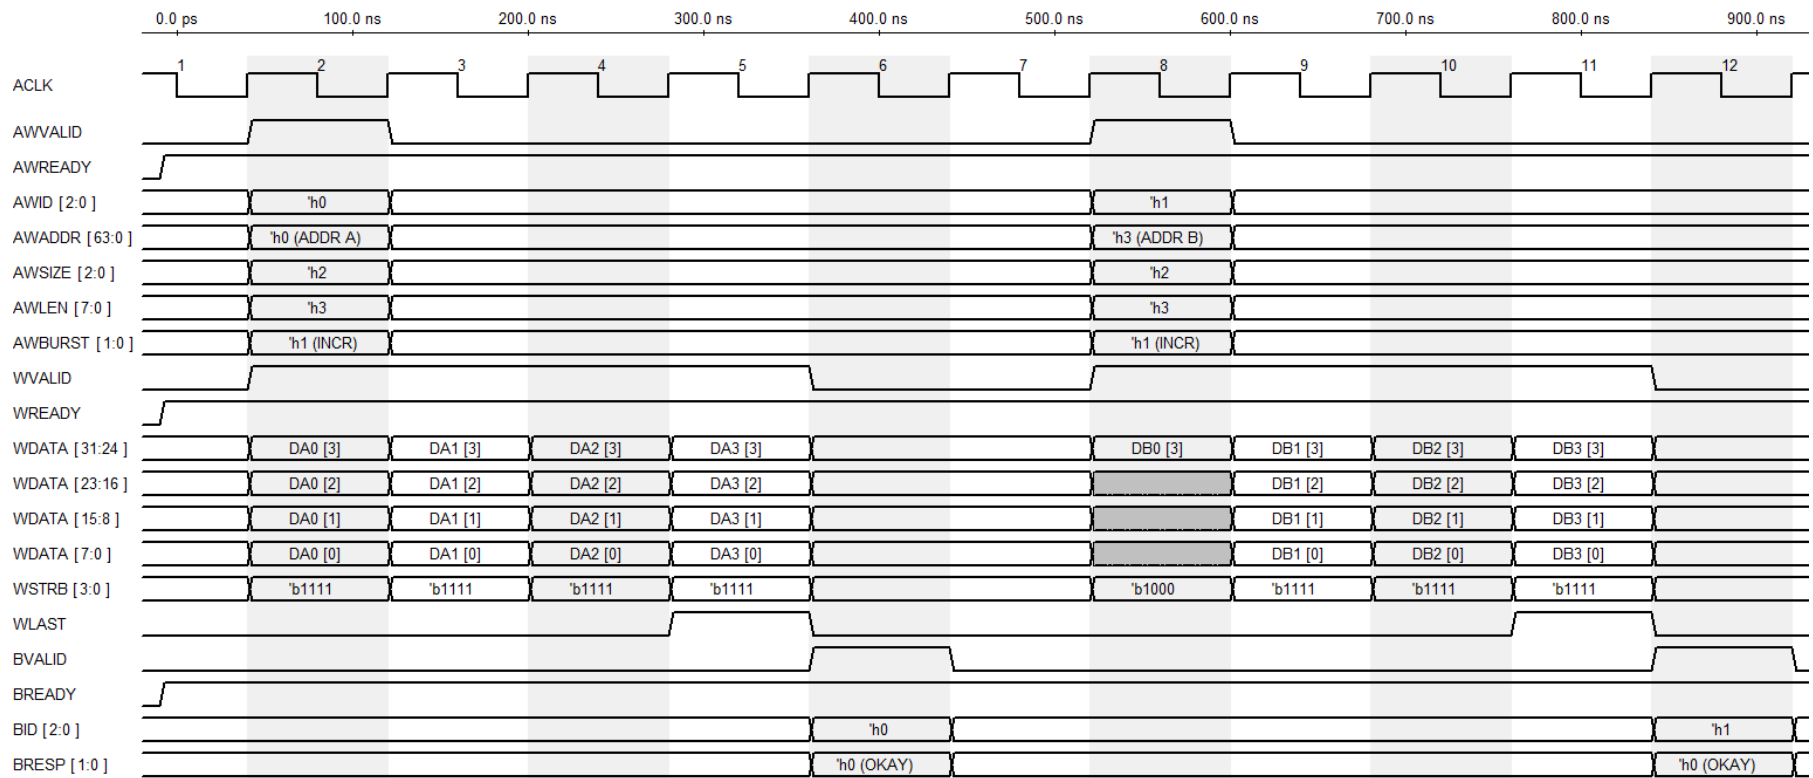 0.0 ps 100.0 ns 200.0 ns 300.0 ns 400.0 ns 500.0 ns 600.0 ns 700.0 ns 800.0 ns 900.0 ns
1 2 3 4 5 6 7 8 9 10 11 12
ACLK
AWVALID
AWREADY
AWID [2:0 ] 'h0 'h1
AWADDR [63:0 ] 'h0 (ADDR A) 'h3 (ADDR B)
AWSIZE [2:0 ] 'h2 'h2
AWLEN [7:0 ] 'h3 'h3
AWBURST [1:0 ] 'h1 (INCR) 'h1 (INCR)
WVALID
WREADY
WDATA [31:24 ] DA0 [3] DA1 [3] DA2 [3] DA3 [3] DB0 [3] DB1 [3] DB2 [3] DB3 [3]
WDATA [23:16 ] DA0 [2] DA1 [2] DA2 [2] DA3 [2] DB1 [2] DB2 [2] DB3 [2]
WDATA [15:8 ] DA0 [1] DA1 [1] DA2 [1] DA3 [1] DB1 [1] DB2 [1] DB3 [1]
WDATA [7:0 ] DA0 [0] DA1 [0] DA2 [0] DA3 [0] DB1 [0] DB2 [0] DB3 [0]
WSTRB [3:0 ] 'b1111 'b1111 'b1111 'b1111 'b1000 'b1111 'b1111 'b1111
WLAST
BVALID
BREADY
BID [2:0 ] 'h0 'h1
BRESP [1:0 ] 'h0 (OKAY) 'h0 (OKAY)